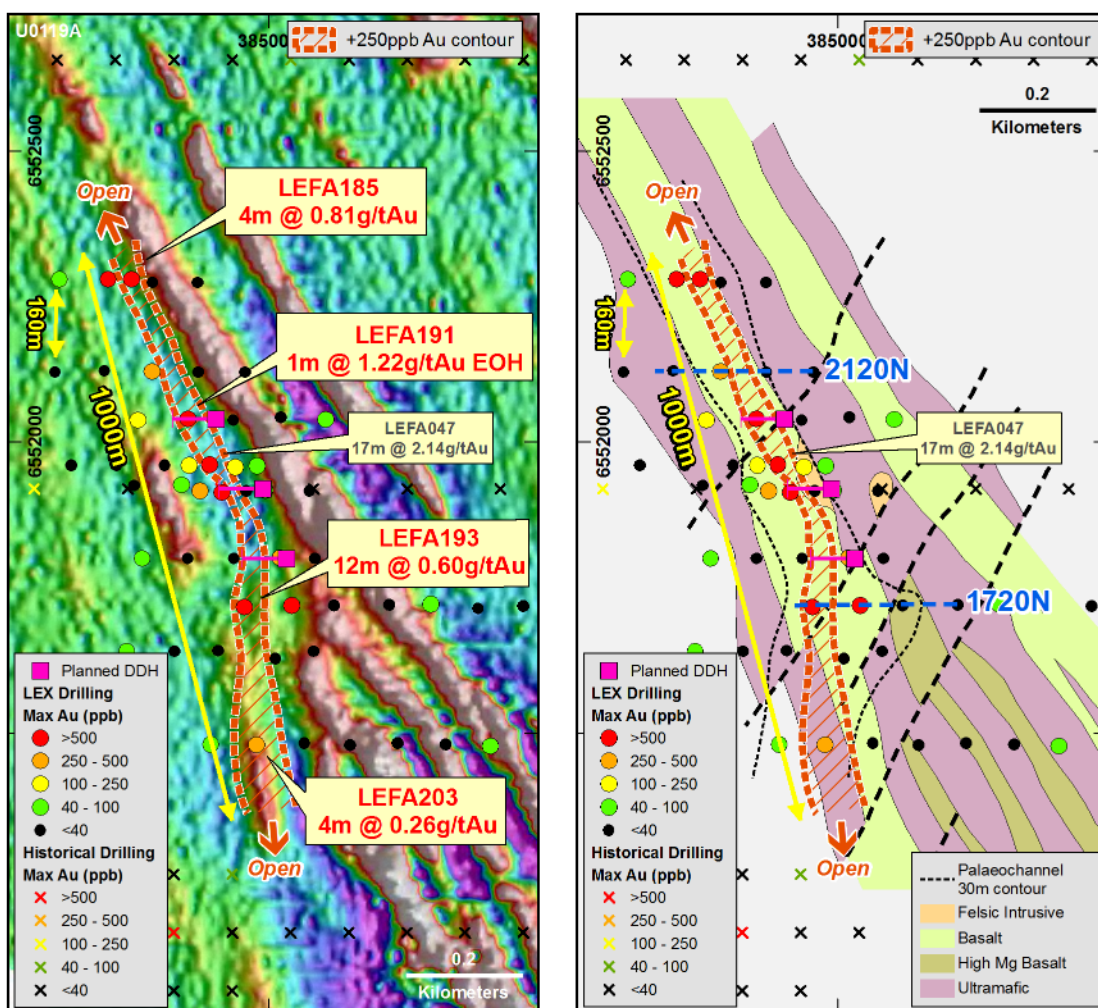 U0119A
+250ppb Au contour
38500
6552500
Open
LEFA185
4m @ 0.81g/tAu
160m
LEFA191
1m @ 1.22g/tAu EOH
1000m
6552000
LEFA047
17m @ 2.14g/tAu
LEFA193
12m @ 0.60g/tAu
LEFA203
4m @ 0.26g/tAu
Open
Planned DDH
LEX Drilling
Max Au (ppb)
>500
250 - 500
100 - 250
40 - 100
<40
Historical Drilling
Max Au (ppb)
>500
250 - 500
100 - 250
40 - 100
<40
0.2
Kilometers
+250ppb Au contour
385000
0.2
Kilometers
6552500
Open
160m
2120N
1000m
6552000
LEFA047
17m @ 2.14g/tAu
1720N
Open
Planned DDH
LEX Drilling
Max Au (ppb)
>500
250 - 500
100 - 250
40 - 100
<40
Historical Drilling
Max Au (ppb)
>500
250 - 500
100 - 250
40 - 100
<40
Palaeochannel
30m contour
Felsic Intrusive
Basalt
High Mg Basalt
Ultramafic